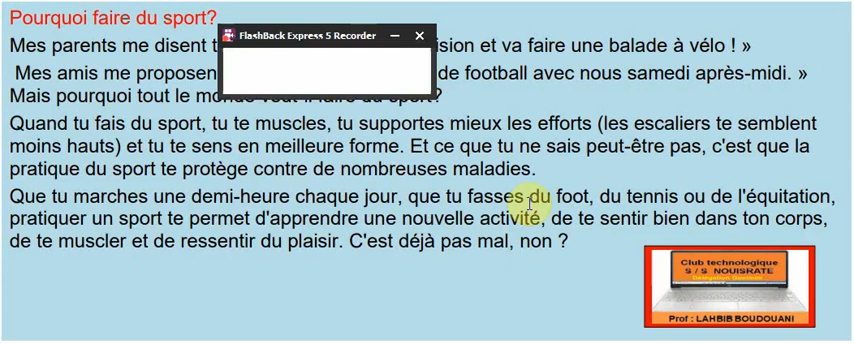 Pourquoi faire du sport?
FlashBack Express 5 Recorder
Mes parents me disent ision et va faire une balade à vélo ! »
Mes amis me proposen de football avec nous samedi après-midi. »
Mais pourquoi tout le monde veut-il faire du sport?
Quand tu fais du sport, tu te muscles, tu supportes mieux les efforts (les escaliers te semblent
moins hauts) et tu te sens en meilleure forme. Et ce que tu ne sais peut-être pas, c'est que la
pratique du sport te protège contre de nombreuses maladies.
Que tu marches une demi-heure chaque jour, que tu fasses du foot, du tennis ou de l'équitation,
pratiquer un sport te permet d'apprendre une nouvelle activité, de te sentir bien dans ton corps,
de te muscler et de ressentir du plaisir. C'est déjà pas mal, non ?
Club technologique
S / S NOUISRATE
Prof : LAHBIB BOUDOUANI